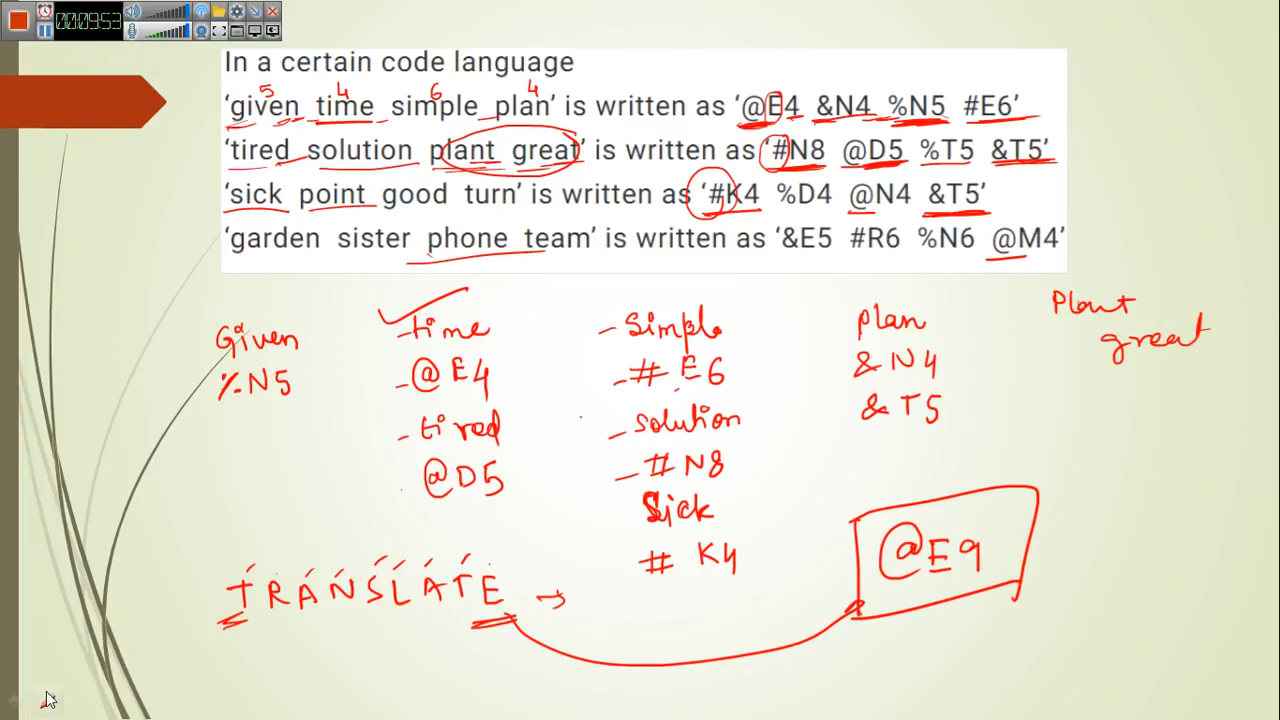 00:09:53
In a certain code language
'given time simple plan' is written as '@E4 &N4 %N5 #E6'
5 4 6 4
'tired solution plant great' is written as '#N8 @D5 %T5 &T5'
'sick point good turn' is written as '#K4 %D4 @N4 &T5'
'garden sister phone team' is written as '&E5 #R6 %N6 @M4'
Given time simple plan Plant
%N5 @E4 #E6 &N4 great
tired solution &T5
@D5 #N8
Sick
#K4
TRANSLATE → @E9